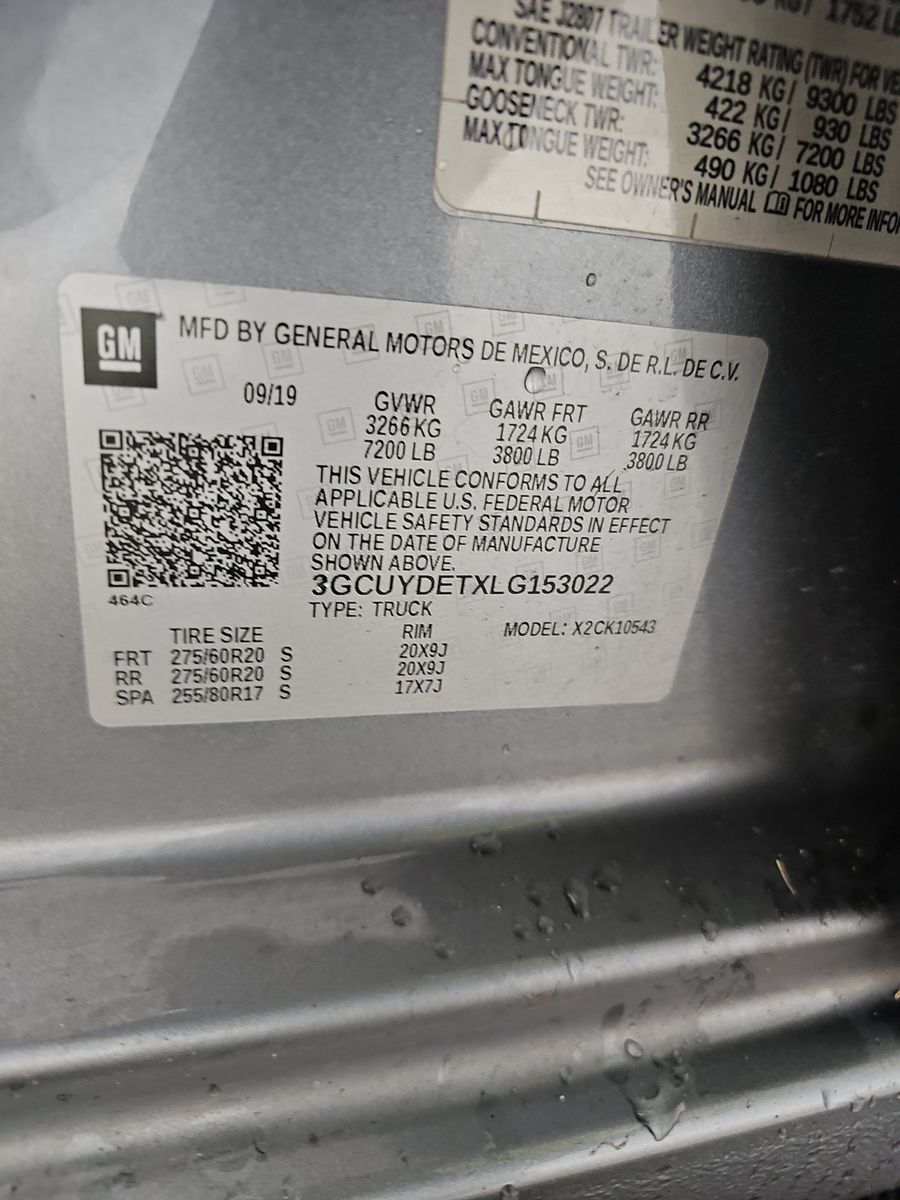 1752
SAE J2807 TRAILER WEIGHT RATING (TWR) FOR
CONVENTIONAL TWR: 4218 KG/ 9300 LBS
MAX TONGUE WEIGHT: 422 KG/ 930 LBS
GOOSENECK TWR: 3266 KG/ 7200 LBS
MAX TONGUE WEIGHT: 490 KG/ 1080 LBS
SEE OWNER'S MANUAL FOR MORE
GM
MFD BY GENERAL MOTORS DE MEXICO, S. DE R.L. DE C.V.
09/19
GVWR GAWR FRT GAWR RR
3266 KG 1724 KG 1724 KG
7200 LB 3800 LB 3800 LB
THIS VEHICLE CONFORMS TO ALL
APPLICABLE U.S. FEDERAL MOTOR
VEHICLE SAFETY STANDARDS IN EFFECT
ON THE DATE OF MANUFACTURE
SHOWN ABOVE.
3GCUYDETXLG153022
464C
TYPE: TRUCK
MODEL: X2CK10543
TIRE SIZE RIM
FRT 275/60R20 S 20X9J
RR 275/60R20 S 20X9J
SPA 255/80R17 S 17X7J